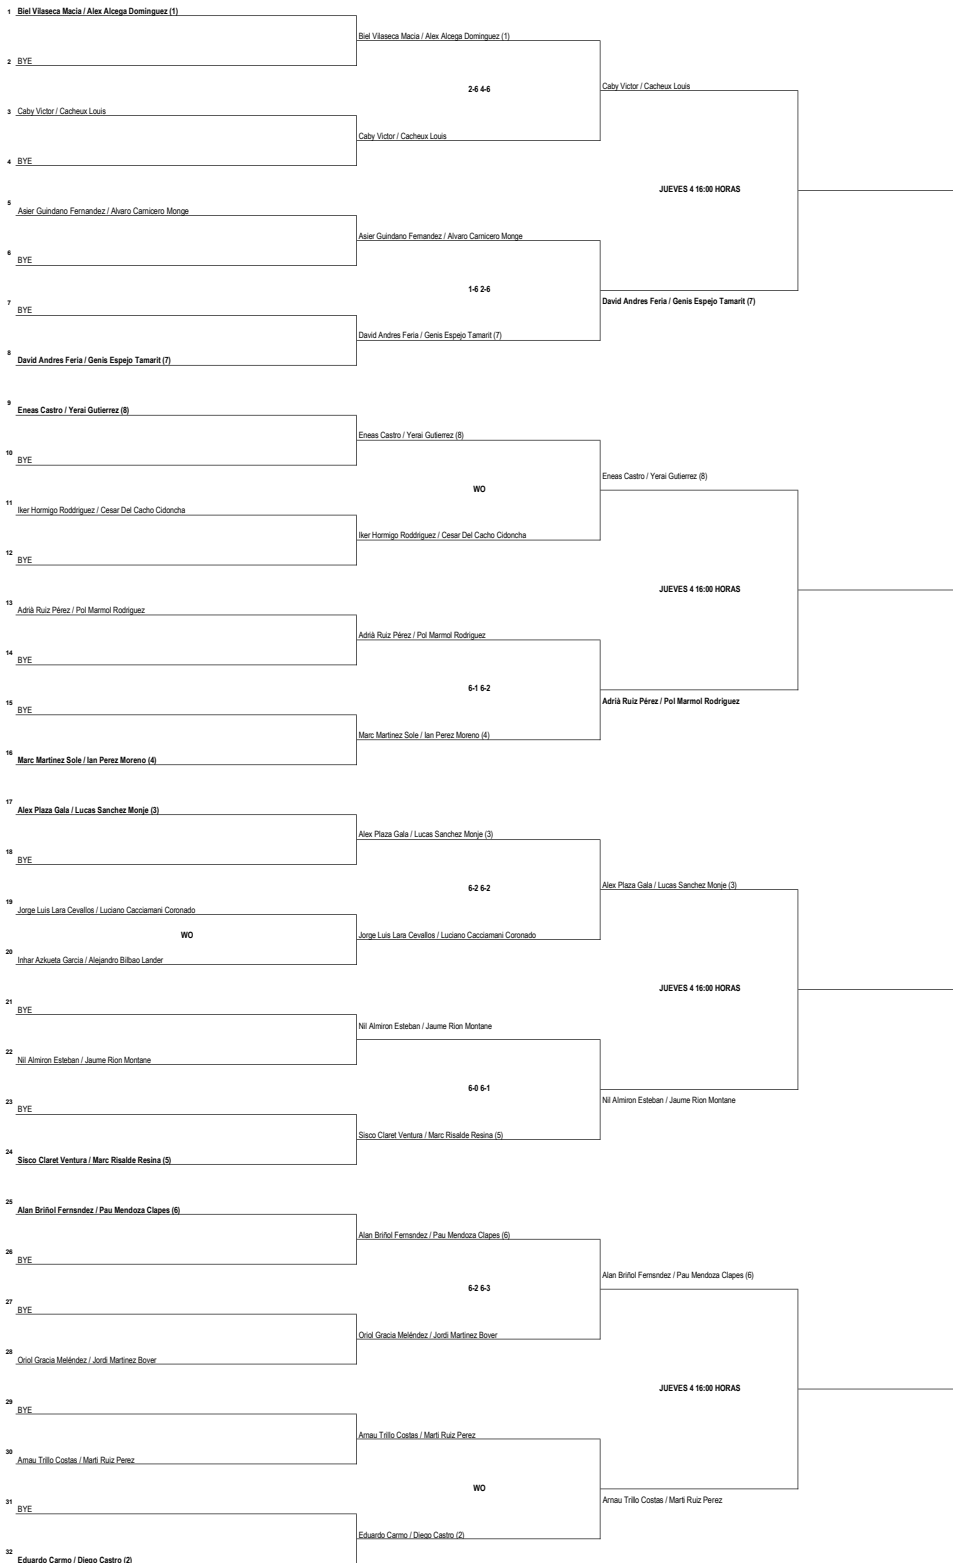 1 Biel Vilaseca Macia / Alex Alcega Dominguez (1)
Biel Vilaseca Macia / Alex Alcega Dominguez (1)
2 BYE
2-6 4-6
Caby Victor / Cacheux Louis
3 Caby Victor / Cacheux Louis
Caby Victor / Cacheux Louis
4 BYE
JUEVES 4 16:00 HORAS
5 Asier Guindano Fernandez / Alvaro Carnicero Monge
Asier Guindano Fernandez / Alvaro Carnicero Monge
6 BYE
1-6 2-6
David Andres Feria / Genis Espejo Tamarit (7)
7 BYE
David Andres Feria / Genis Espejo Tamarit (7)
8 David Andres Feria / Genis Espejo Tamarit (7)
9 Eneas Castro / Yerai Gutierrez (8)
Eneas Castro / Yerai Gutierrez (8)
10 BYE
Eneas Castro / Yerai Gutierrez (8)
WO
11 Iker Hormigo Roddriguez / Cesar Del Cacho Cidoncha
Iker Hormigo Roddriguez / Cesar Del Cacho Cidoncha
12 BYE
JUEVES 4 16:00 HORAS
13 Adrià Ruiz Pérez / Pol Marmol Rodriguez
Adrià Ruiz Pérez / Pol Marmol Rodriguez
14 BYE
6-1 6-2
Adrià Ruiz Pérez / Pol Marmol Rodriguez
15 BYE
Marc Martinez Sole / Ian Perez Moreno (4)
16 Marc Martinez Sole / Ian Perez Moreno (4)
17 Alex Plaza Gala / Lucas Sanchez Monje (3)
Alex Plaza Gala / Lucas Sanchez Monje (3)
18 BYE
6-2 6-2
Alex Plaza Gala / Lucas Sanchez Monje (3)
19 Jorge Luis Lara Cevallos / Luciano Cacciamani Coronado
WO
Jorge Luis Lara Cevallos / Luciano Cacciamani Coronado
20 Inhar Azkueta Garcia / Alejandro Bilbao Lander
JUEVES 4 16:00 HORAS
21 BYE
Nil Almiron Esteban / Jaume Rion Montane
22 Nil Almiron Esteban / Jaume Rion Montane
6-0 6-1
Nil Almiron Esteban / Jaume Rion Montane
23 BYE
Sisco Claret Ventura / Marc Risalde Resina (5)
24 Sisco Claret Ventura / Marc Risalde Resina (5)
25 Alan Briñol Fernsndez / Pau Mendoza Clapes (6)
Alan Briñol Fernsndez / Pau Mendoza Clapes (6)
26 BYE
Alan Briñol Fernsndez / Pau Mendoza Clapes (6)
6-2 6-3
27 BYE
Oriol Gracia Meléndez / Jordi Martinez Bover
28 Oriol Gracia Meléndez / Jordi Martinez Bover
JUEVES 4 16:00 HORAS
29 BYE
Arnau Trillo Costas / Marti Ruiz Perez
30 Arnau Trillo Costas / Marti Ruiz Perez
WO
Arnau Trillo Costas / Marti Ruiz Perez
31 BYE
Eduardo Carmo / Diego Castro (2)
32 Eduardo Carmo / Diego Castro (2)